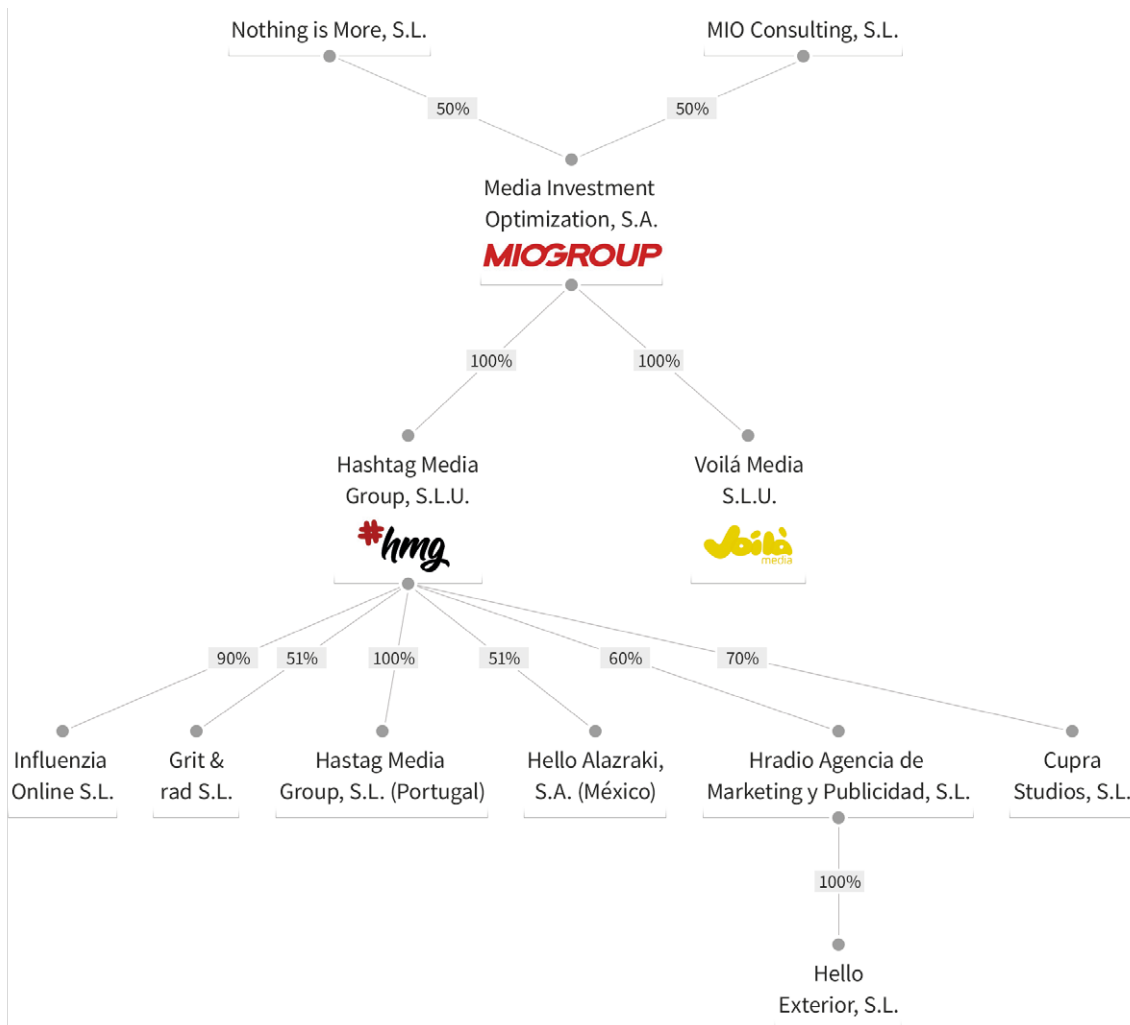 Nothing is More, S.L.
MIO Consulting, S.L.
50%
50%
Media Investment
Optimization, S.A.
MIOGROUP
100%
100%
Hashtag Media
Group, S.L.U.
#hmg
Voilá Media
S.L.U.
Voilà
media
90%
51%
100%
51%
60%
70%
Influenzia
Online S.L.
Grit &
rad S.L.
Hastag Media
Group, S.L. (Portugal)
Hello Alazraki,
S.A. (México)
Hradio Agencia de
Marketing y Publicidad, S.L.
Cupra
Studios, S.L.
100%
Hello
Exterior, S.L.